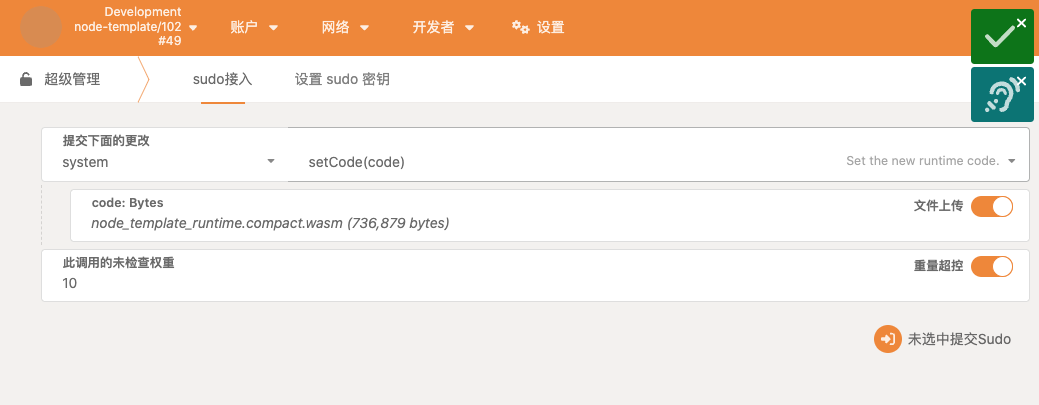 Development
node-template/102
#49
账户
网络
开发者
设置
超级管理
sudo接入
设置 sudo 密钥
提交下面的更改
system
setCode(code)
Set the new runtime code.
code: Bytes
node_template_runtime.compact.wasm (736,879 bytes)
文件上传
此调用的未检查权重
10
重量超控
未选中提交Sudo